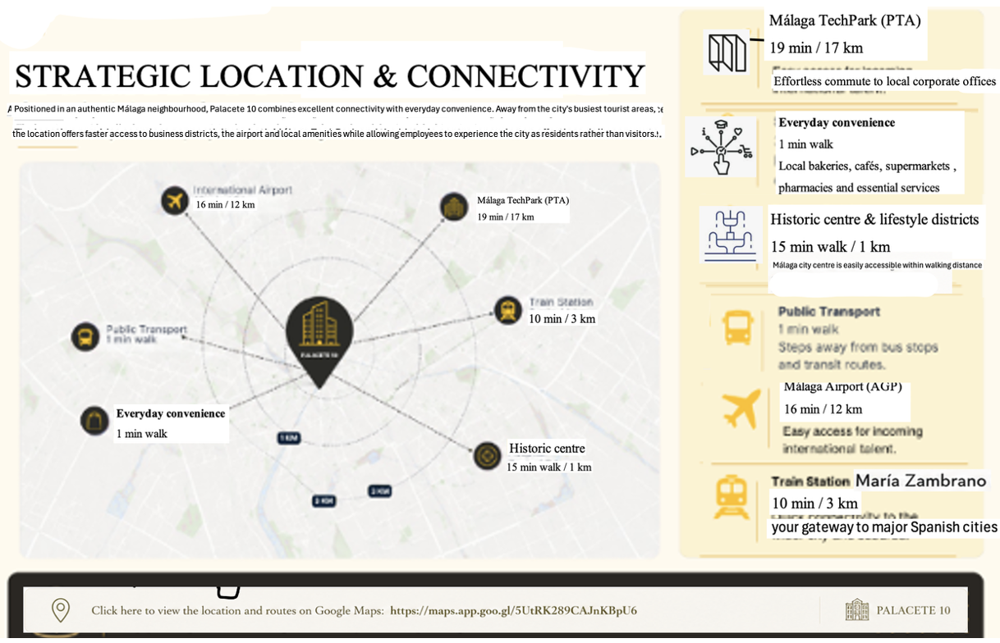 STRATEGIC LOCATION & CONNECTIVITY
Positioned in an authentic Málaga neighbourhood, Palacete 10 combines excellent connectivity with everyday convenience. Away from the city's busiest tourist areas,
the location offers faster access to business districts, the airport and local amenities while allowing employees to experience the city as residents rather than visitors.
International Airport
16 min / 12 km
Málaga TechPark (PTA)
19 min / 17 km
Train Station
10 min / 3 km
Public Transport
1 min walk
PALACETE 10
Everyday convenience
1 min walk
Historic centre
15 min walk / 1 km
1 KM
2 KM
Málaga TechPark (PTA)
19 min / 17 km
Effortless commute to local corporate offices
Everyday convenience
1 min walk
Local bakeries, cafés, supermarkets ,
pharmacies and essential services
Historic centre & lifestyle districts
15 min walk / 1 km
Málaga city centre is easily accessible within walking distance
Public Transport
1 min walk
Steps away from bus stops
and transit routes.
Málaga Airport (AGP)
16 min / 12 km
Easy access for incoming
international talent.
Train Station María Zambrano
10 min / 3 km
your gateway to major Spanish cities
Click here to view the location and routes on Google Maps: https://maps.app.goo.gl/5UtRK289CAJnKBpU6
PALACETE 10